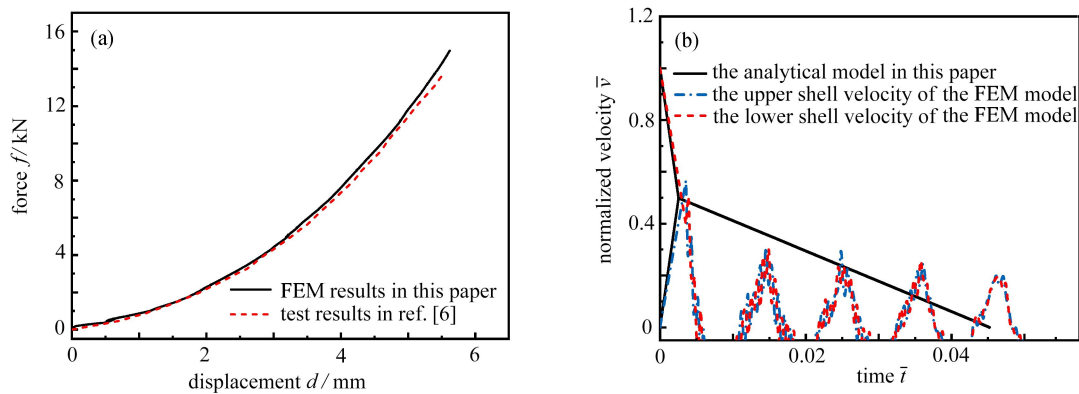 (a)
16
12
8
4
0
force f / kN
FEM results in this paper
test results in ref. [6]
0
2
4
6
displacement d / mm
(b)
1.2
0.8
0.4
0
normalized velocity v̄
the analytical model in this paper
the upper shell velocity of the FEM model
the lower shell velocity of the FEM model
0
0.02
0.04
time t̄